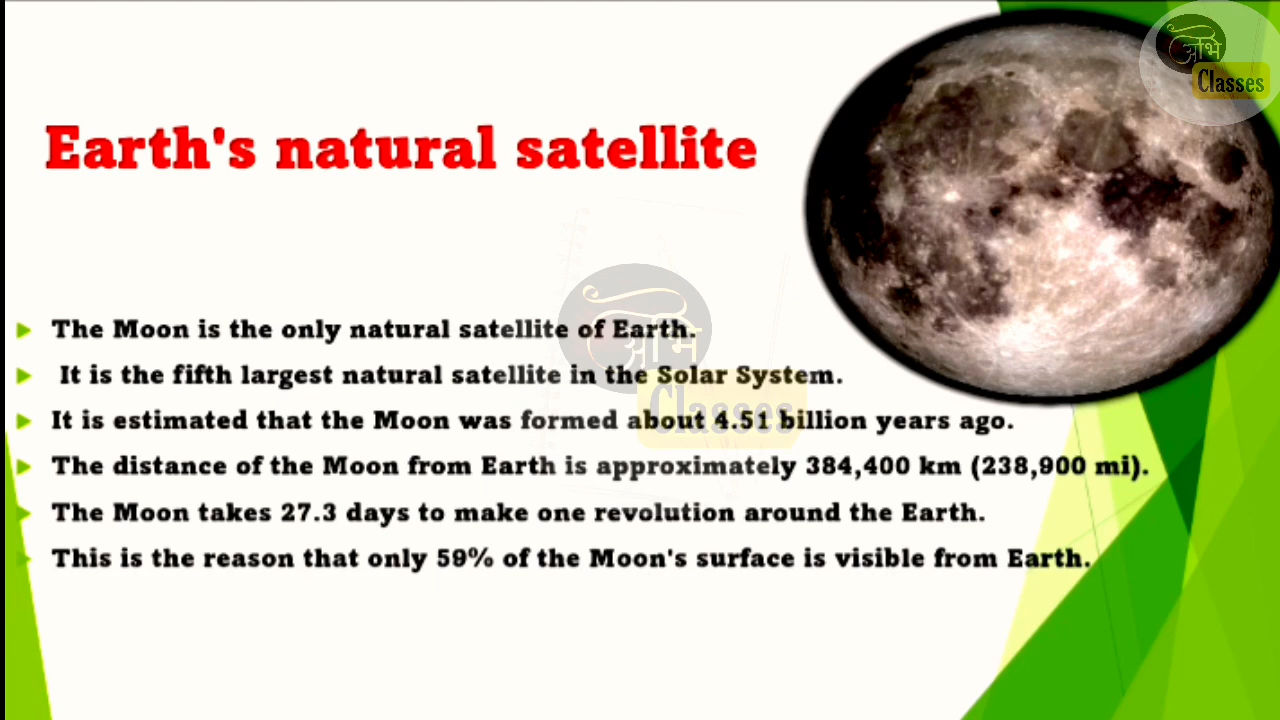 अभि
Classes
Earth's natural satellite
The Moon is the only natural satellite of Earth.
It is the fifth largest natural satellite in the Solar System.
It is estimated that the Moon was formed about 4.51 billion years ago.
The distance of the Moon from Earth is approximately 384,400 km (238,900 mi).
The Moon takes 27.3 days to make one revolution around the Earth.
This is the reason that only 59% of the Moon's surface is visible from Earth.
अभि
Classes